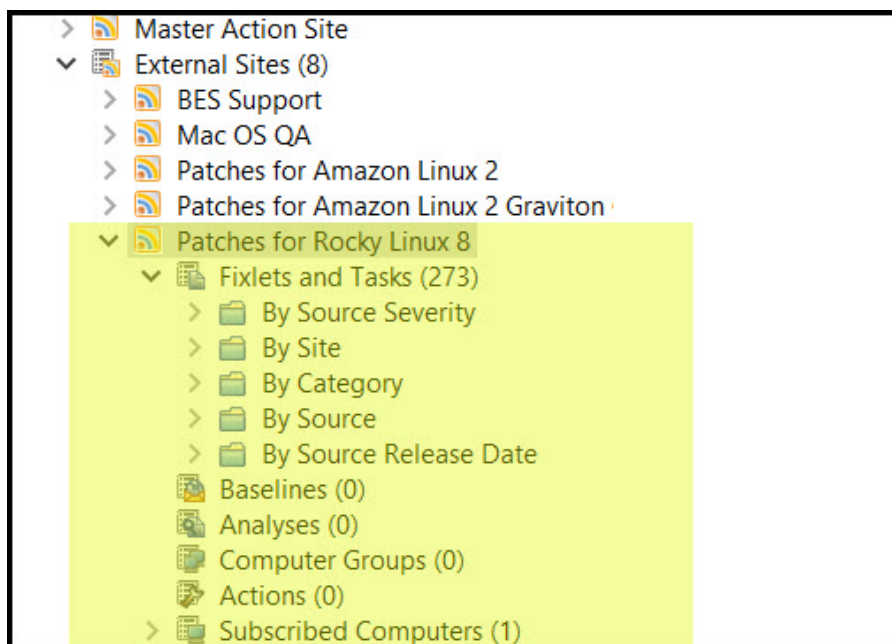 Master Action Site
External Sites (8)
BES Support
Mac OS QA
Patches for Amazon Linux 2
Patches for Amazon Linux 2 Graviton
Patches for Rocky Linux 8
Fixlets and Tasks (273)
By Source Severity
By Site
By Category
By Source
By Source Release Date
Baselines (0)
Analyses (0)
Computer Groups (0)
Actions (0)
Subscribed Computers (1)